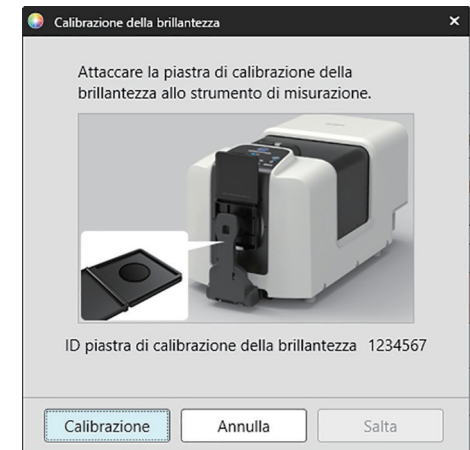 Calibrazione della brillantezza
Attaccare la piastra di calibrazione della
brillantezza allo strumento di misurazione.
ID piastra di calibrazione della brillantezza 1234567
Calibrazione
Annulla
Salta